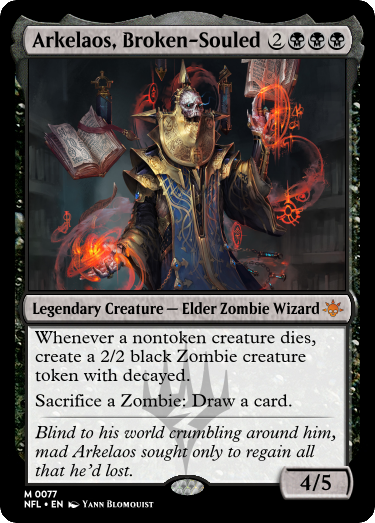 Arkelaos, Broken-Souled 2
Legendary Creature — Elder Zombie Wizard
Whenever a nontoken creature dies,
create a 2/2 black Zombie creature
token with decayed.
Sacrifice a Zombie: Draw a card.
Blind to his world crumbling around him,
mad Arkelaos sought only to regain all
that he’d lost.
4/5
M 0077
NFL • EN Yann Blomquist